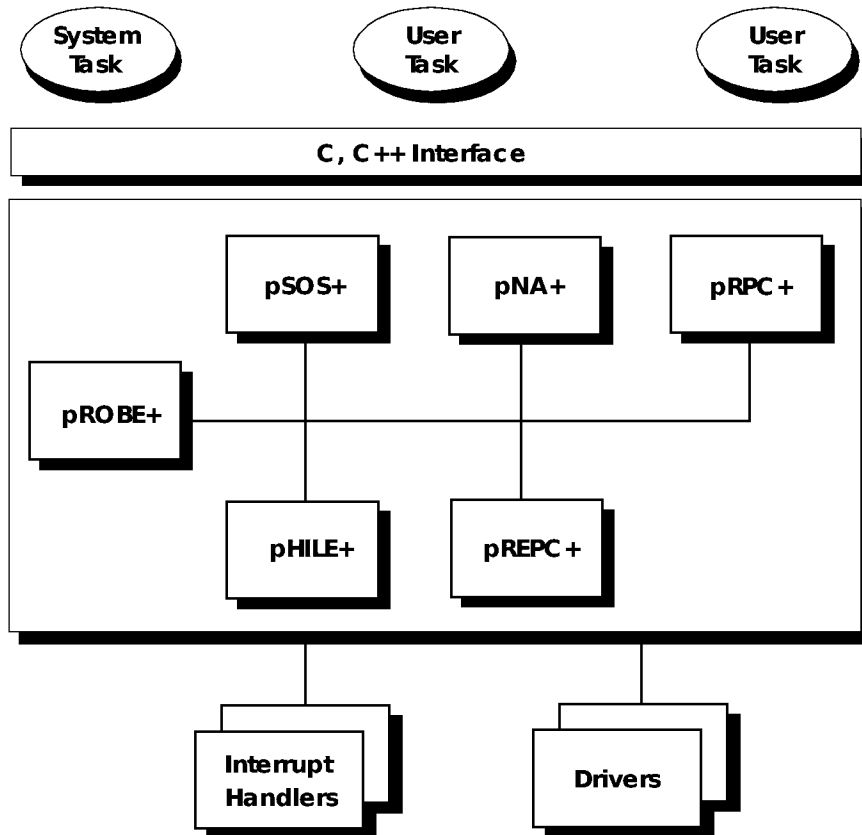 System
Task
User
Task
User
Task
C, C++ Interface
pSOS+
pNA+
pRPC+
pROBE+
pHILE+
pREPC+
Interrupt
Handlers
Drivers